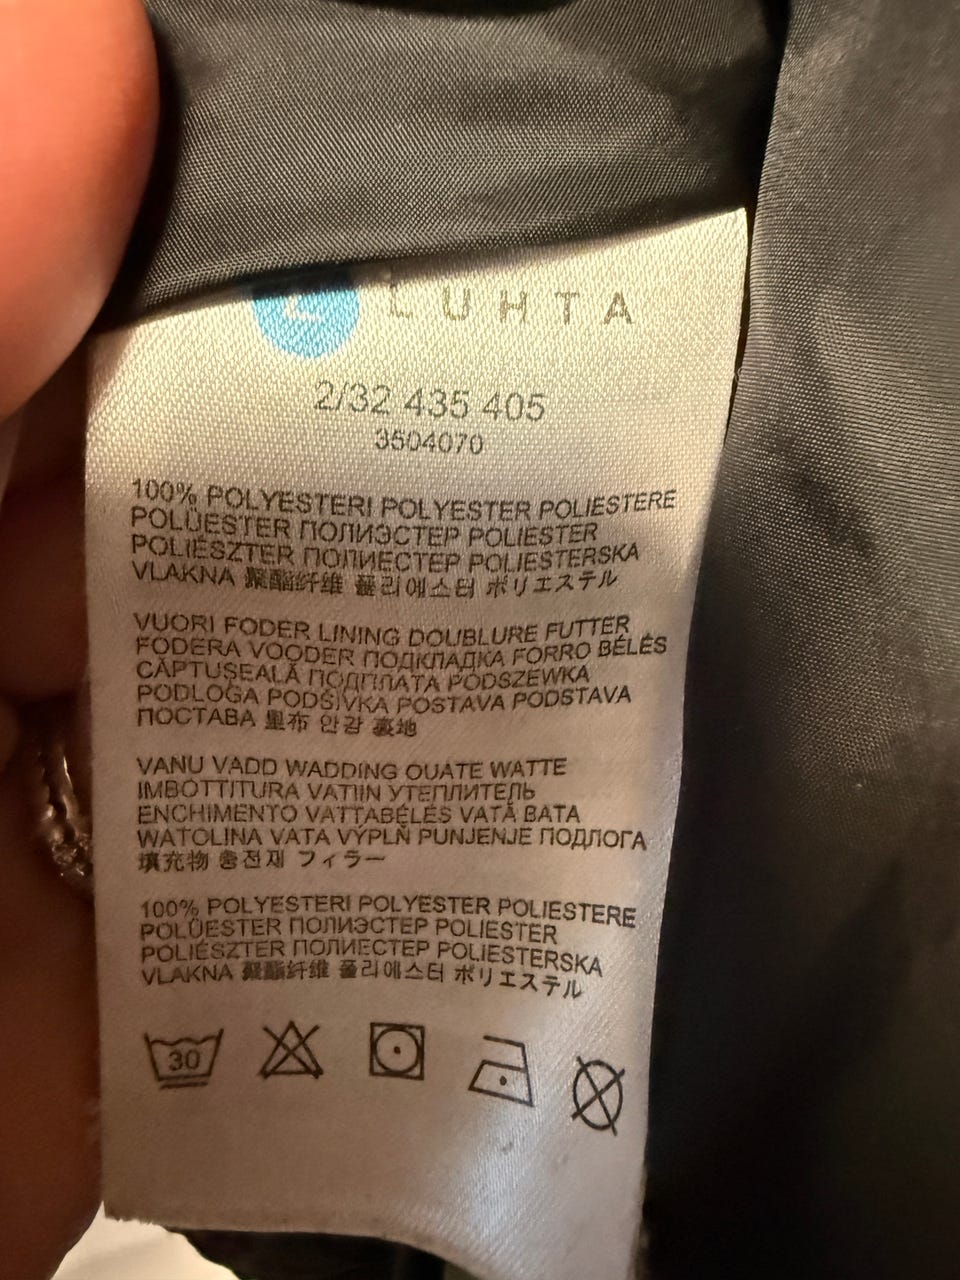 L LUHTA
2/32 435 405
3504070
100% POLYESTERI POLYESTER POLIESTERE
POLÜESTER ПОЛИЭСТЕР POLIESTER
POLIÉSZTER ПОЛИЕСТЕР POLIESTERSKA
VLAKNA 聚酯纤维 폴리에스터 ポリエステル
VUORI FODER LINING DOUBLURE FUTTER
FODERA VOODER ПОДКЛАДКА FORRO BÉLÉS
CĂPTUŞEALĂ ПОДПЛАТА PODSZEWKA
PODLOGA PODŠIVKA POSTAVA PODSTAVA
ПОСТАВА 里布 안감 裏地
VANU VADD WADDING OUATE WATTE
IMBOTTITURA VATIIN УТЕПЛИТЕЛЬ
ENCHIMENTO VATTABÉLÉS VATĂ ВАТА
WATOLINA VATA VÝPLŇ PUNJENJE ПОДЛОГА
填充物 충전재 フィラー
100% POLYESTERI POLYESTER POLIESTERE
POLÜESTER ПОЛИЭСТЕР POLIESTER
POLIÉSZTER ПОЛИЕСТЕР POLIESTERSKA
VLAKNA 聚酯纤维 폴리에스터 ポリエステル
30